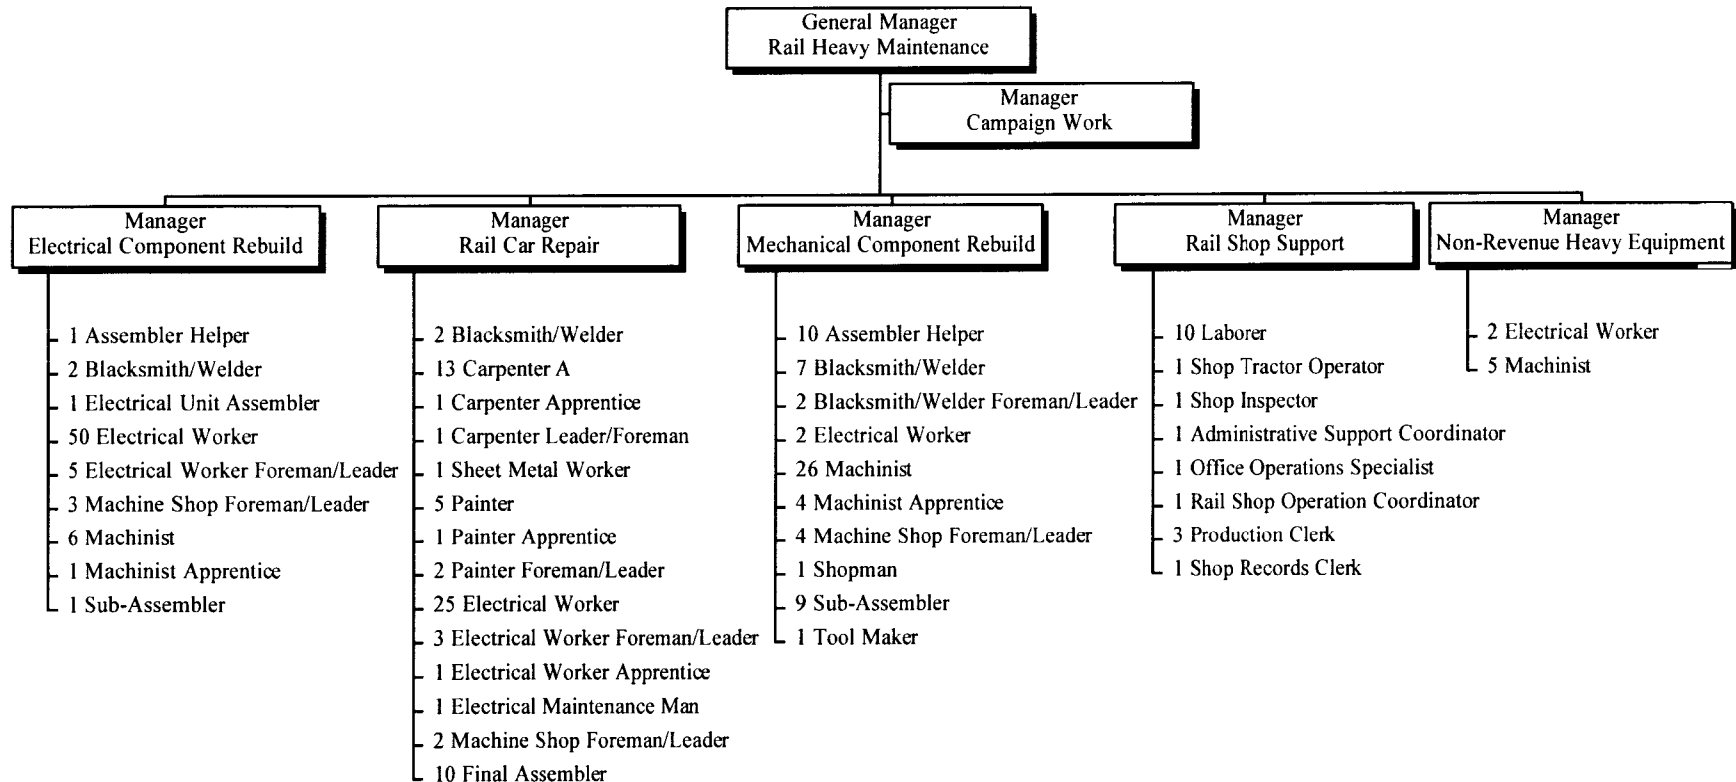 General Manager
Rail Heavy Maintenance
Manager
Campaign Work
Manager
Electrical Component Rebuild
1 Assembler Helper
2 Blacksmith/Welder
1 Electrical Unit Assembler
50 Electrical Worker
5 Electrical Worker Foreman/Leader
3 Machine Shop Foreman/Leader
6 Machinist
1 Machinist Apprentice
1 Sub-Assembler
Manager
Rail Car Repair
2 Blacksmith/Welder
13 Carpenter A
1 Carpenter Apprentice
1 Carpenter Leader/Foreman
1 Sheet Metal Worker
5 Painter
1 Painter Apprentice
2 Painter Foreman/Leader
25 Electrical Worker
3 Electrical Worker Foreman/Leader
1 Electrical Worker Apprentice
1 Electrical Maintenance Man
2 Machine Shop Foreman/Leader
10 Final Assembler
Manager
Mechanical Component Rebuild
10 Assembler Helper
7 Blacksmith/Welder
2 Blacksmith/Welder Foreman/Leader
2 Electrical Worker
26 Machinist
4 Machinist Apprentice
4 Machine Shop Foreman/Leader
1 Shopman
9 Sub-Assembler
1 Tool Maker
Manager
Rail Shop Support
10 Laborer
1 Shop Tractor Operator
1 Shop Inspector
1 Administrative Support Coordinator
1 Office Operations Specialist
1 Rail Shop Operation Coordinator
3 Production Clerk
1 Shop Records Clerk
Manager
Non-Revenue Heavy Equipment
2 Electrical Worker
5 Machinist